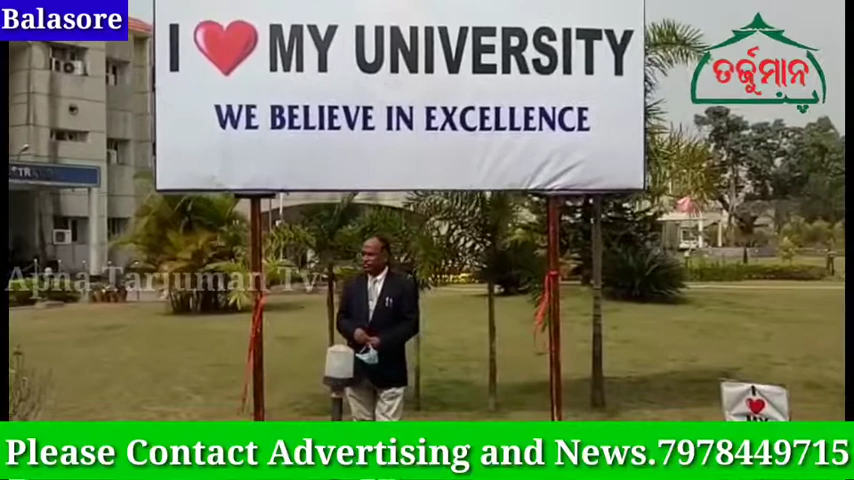 Balasore
I ❤ MY UNIVERSITY
WE BELIEVE IN EXCELLENCE
ତର୍ଜୁମାନ
Apna Tarjuman Tv
I ❤
Please Contact Advertising and News.7978449715